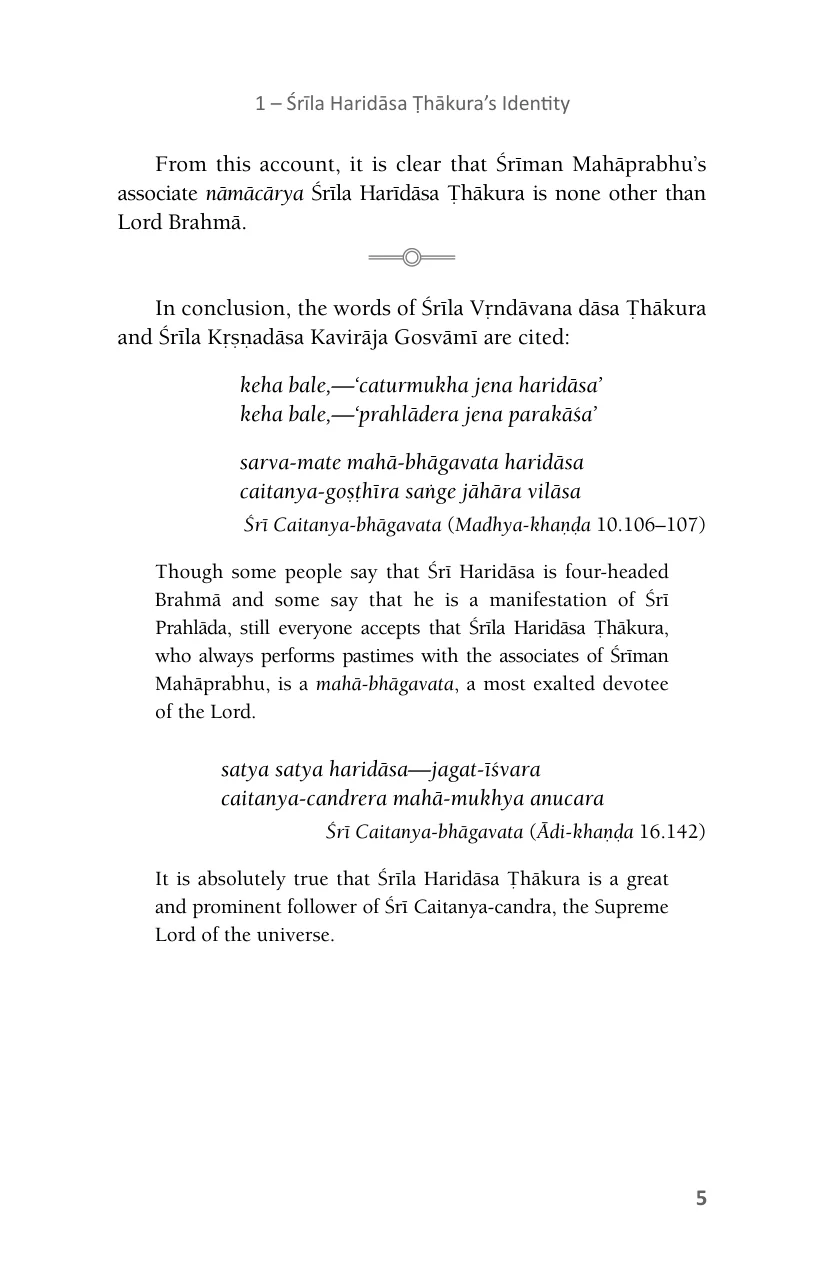 1 – Śrīla Haridāsa Ṭhākura’s Identity
From this account, it is clear that Śrīman Mahāprabhu’s
associate nāmācārya Śrīla Harīdāsa Ṭhākura is none other than
Lord Brahmā.
In conclusion, the words of Śrīla Vṛndāvana dāsa Ṭhākura
and Śrīla Kṛṣṇadāsa Kavirāja Gosvāmī are cited:
keha bale,—‘caturmukha jena haridāsa’
keha bale,—‘prahlādera jena parakāśa’
sarva-mate mahā-bhāgavata haridāsa
caitanya-goṣṭhīra saṅge jāhāra vilāsa
Śrī Caitanya-bhāgavata (Madhya-khaṇḍa 10.106–107)
Though some people say that Śrī Haridāsa is four-headed
Brahmā and some say that he is a manifestation of Śrī
Prahlāda, still everyone accepts that Śrīla Haridāsa Ṭhākura,
who always performs pastimes with the associates of Śrīman
Mahāprabhu, is a mahā-bhāgavata, a most exalted devotee
of the Lord.
satya satya haridāsa—jagat-īśvara
caitanya-candrera mahā-mukhya anucara
Śrī Caitanya-bhāgavata (Ādi-khaṇḍa 16.142)
It is absolutely true that Śrīla Haridāsa Ṭhākura is a great
and prominent follower of Śrī Caitanya-candra, the Supreme
Lord of the universe.
5